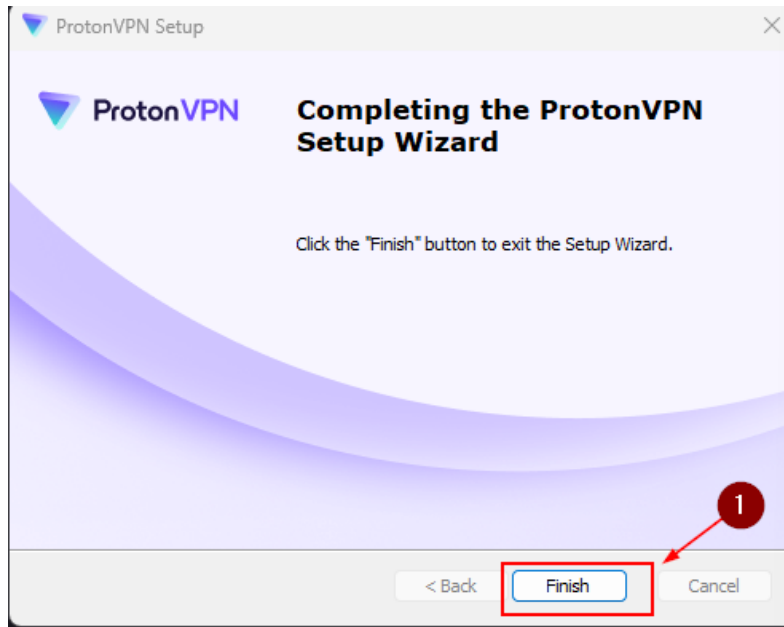 ProtonVPN Setup
ProtonVPN
Completing the ProtonVPN
Setup Wizard
Click the "Finish" button to exit the Setup Wizard.
1
< Back
Finish
Cancel